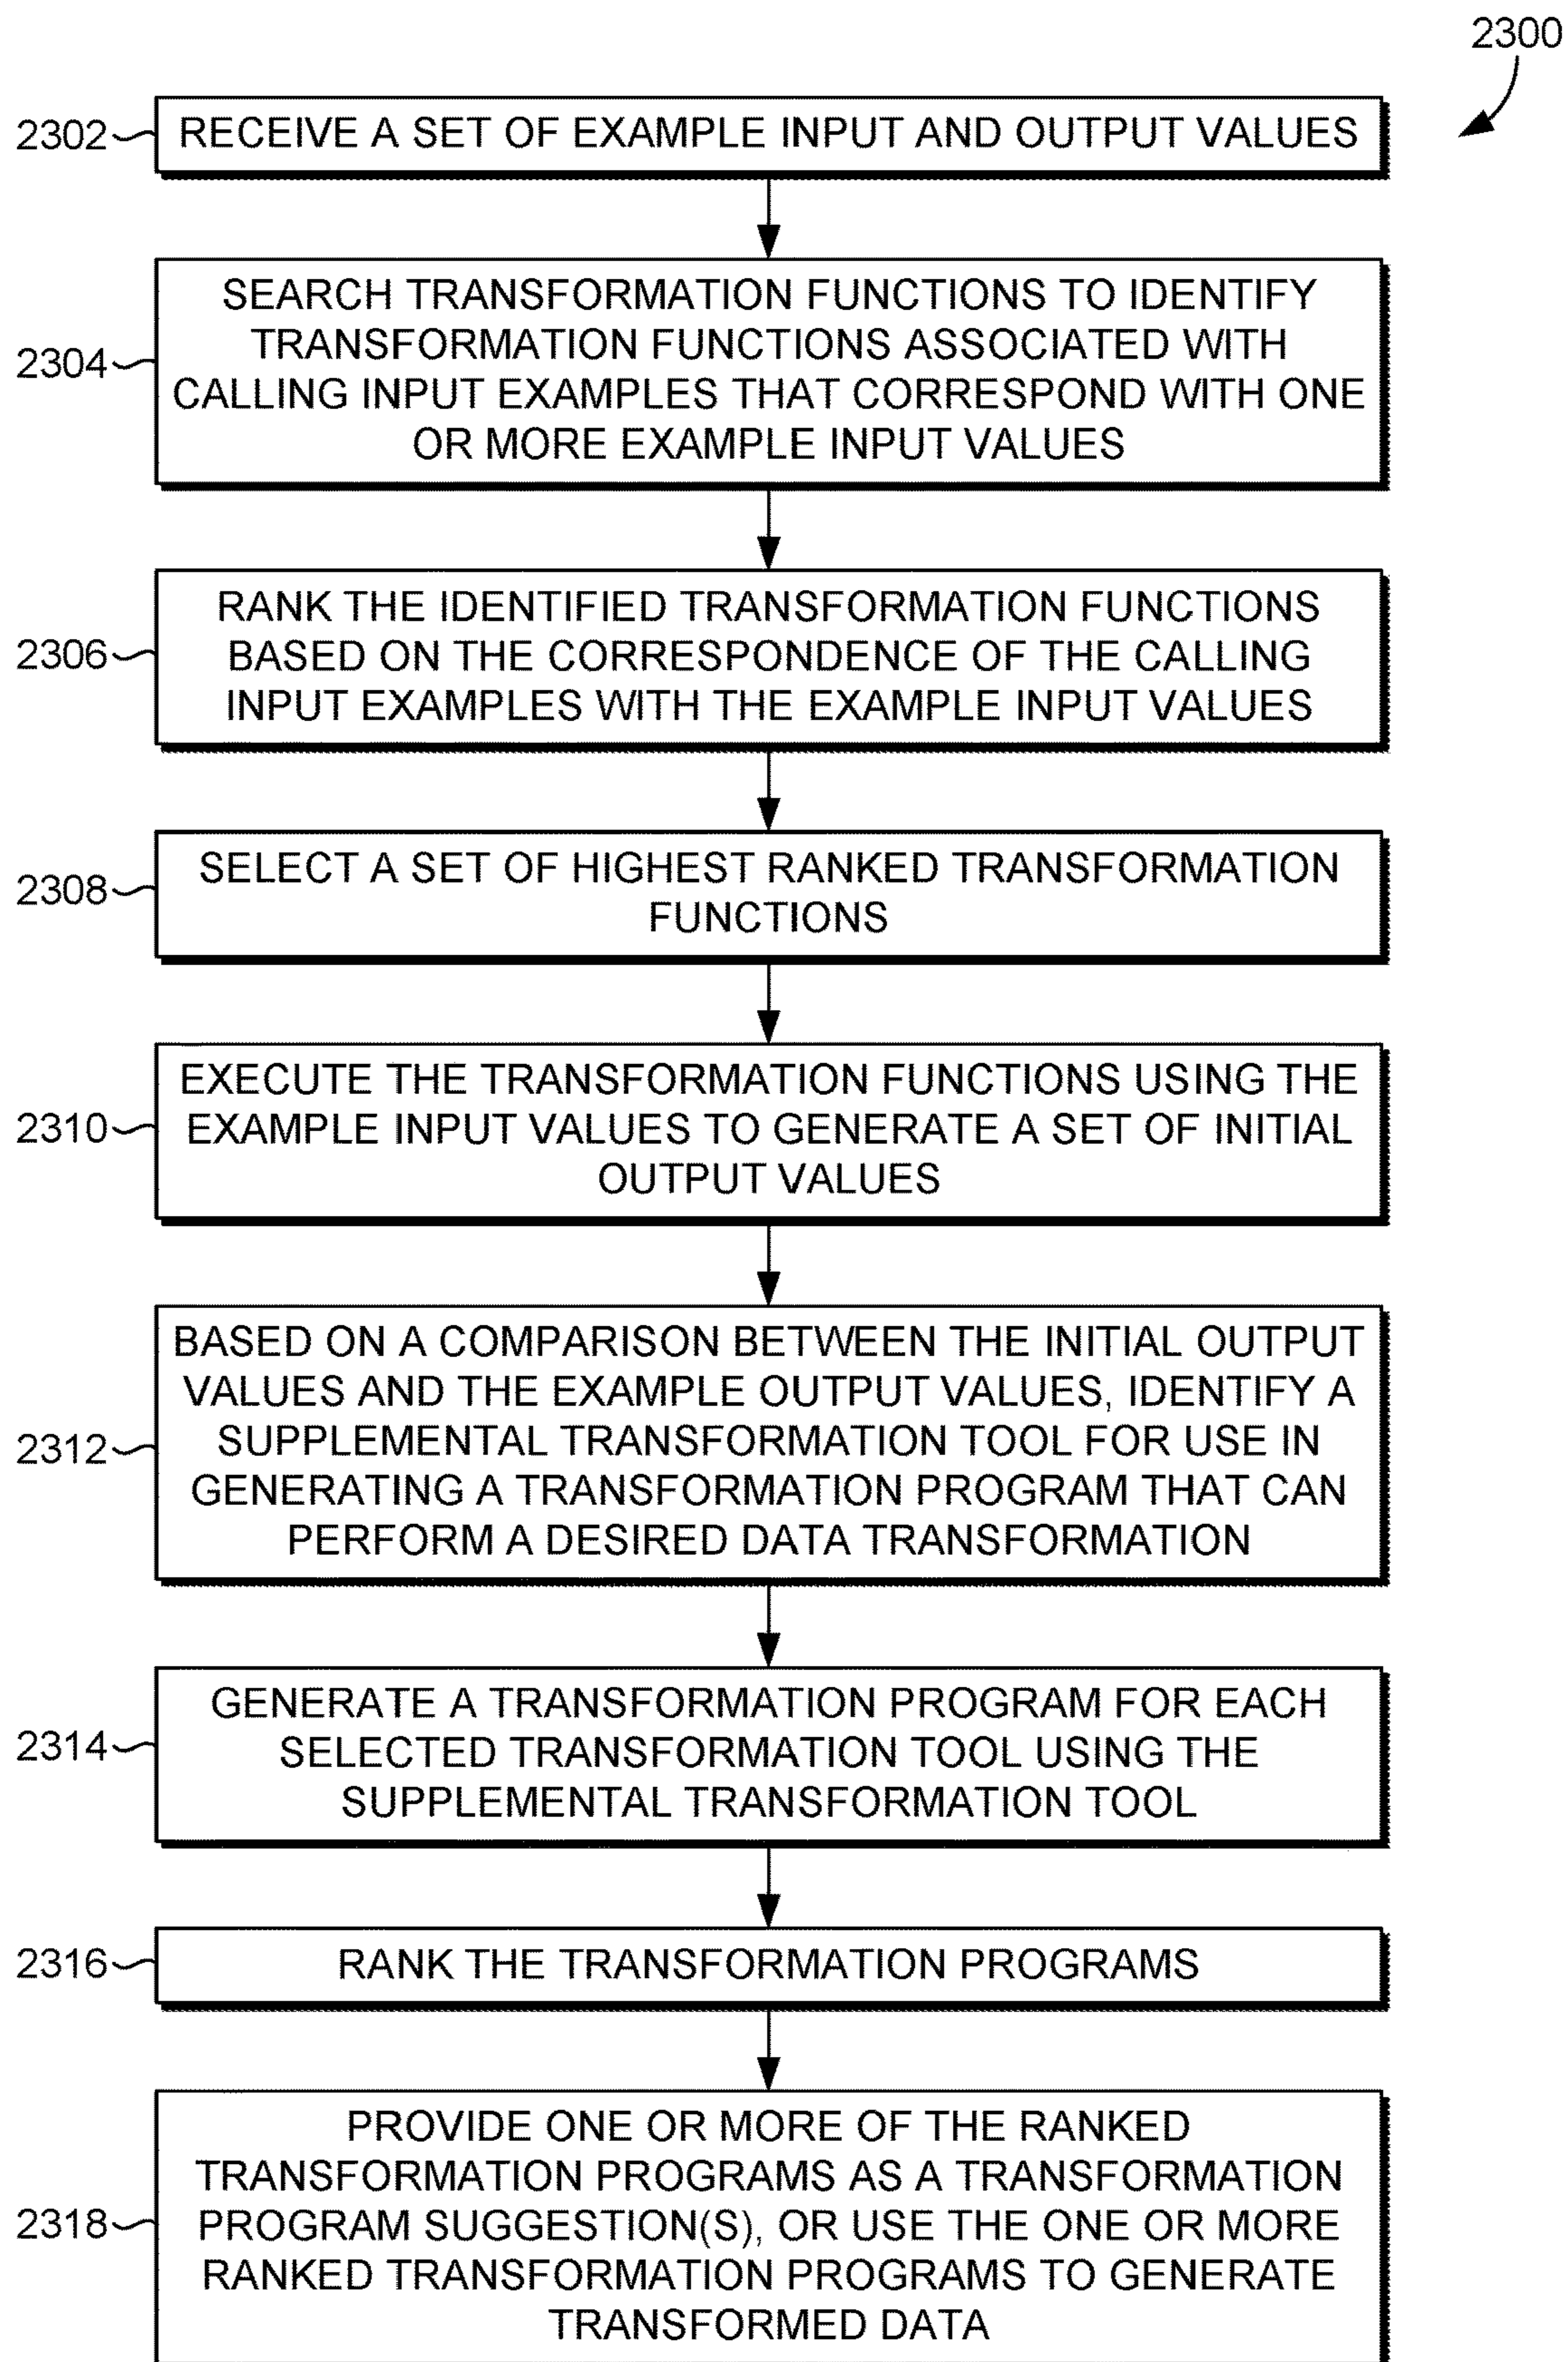 2300
2302
RECEIVE A SET OF EXAMPLE INPUT AND OUTPUT VALUES
2304
SEARCH TRANSFORMATION FUNCTIONS TO IDENTIFY
TRANSFORMATION FUNCTIONS ASSOCIATED WITH
CALLING INPUT EXAMPLES THAT CORRESPOND WITH ONE
OR MORE EXAMPLE INPUT VALUES
2306
RANK THE IDENTIFIED TRANSFORMATION FUNCTIONS
BASED ON THE CORRESPONDENCE OF THE CALLING
INPUT EXAMPLES WITH THE EXAMPLE INPUT VALUES
2308
SELECT A SET OF HIGHEST RANKED TRANSFORMATION
FUNCTIONS
2310
EXECUTE THE TRANSFORMATION FUNCTIONS USING THE
EXAMPLE INPUT VALUES TO GENERATE A SET OF INITIAL
OUTPUT VALUES
2312
BASED ON A COMPARISON BETWEEN THE INITIAL OUTPUT
VALUES AND THE EXAMPLE OUTPUT VALUES, IDENTIFY A
SUPPLEMENTAL TRANSFORMATION TOOL FOR USE IN
GENERATING A TRANSFORMATION PROGRAM THAT CAN
PERFORM A DESIRED DATA TRANSFORMATION
2314
GENERATE A TRANSFORMATION PROGRAM FOR EACH
SELECTED TRANSFORMATION TOOL USING THE
SUPPLEMENTAL TRANSFORMATION TOOL
2316
RANK THE TRANSFORMATION PROGRAMS
2318
PROVIDE ONE OR MORE OF THE RANKED
TRANSFORMATION PROGRAMS AS A TRANSFORMATION
PROGRAM SUGGESTION(S), OR USE THE ONE OR MORE
RANKED TRANSFORMATION PROGRAMS TO GENERATE
TRANSFORMED DATA